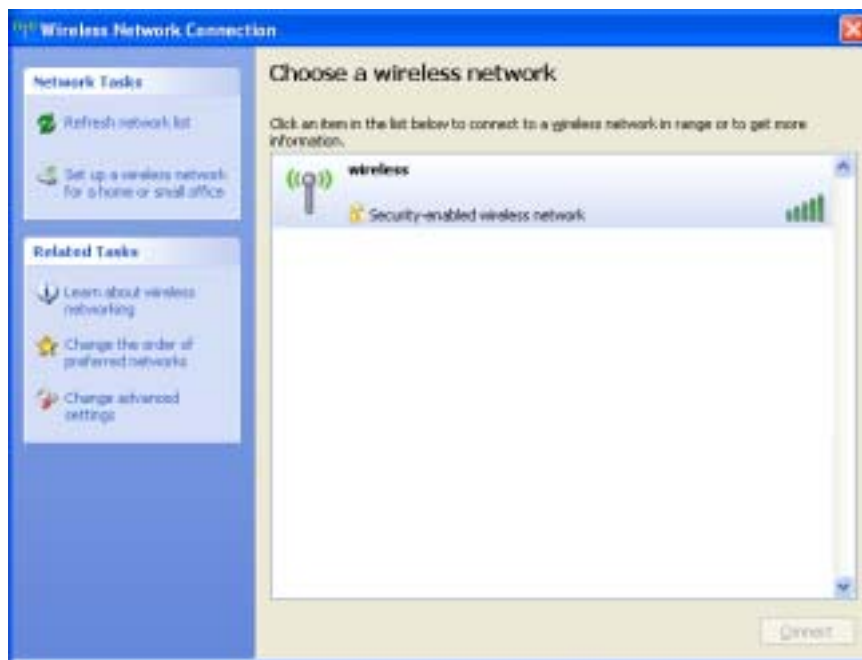 Wireless Network Connection
Network Tasks
Refresh network list
Set up a wireless network
for a home or small office
Related Tasks
Learn about wireless
networking
Change the order of
preferred networks
Change advanced
settings
Choose a wireless network
Click an item in the list below to connect to a wireless network in range or to get more
information.
wireless
Security-enabled wireless network
Connect